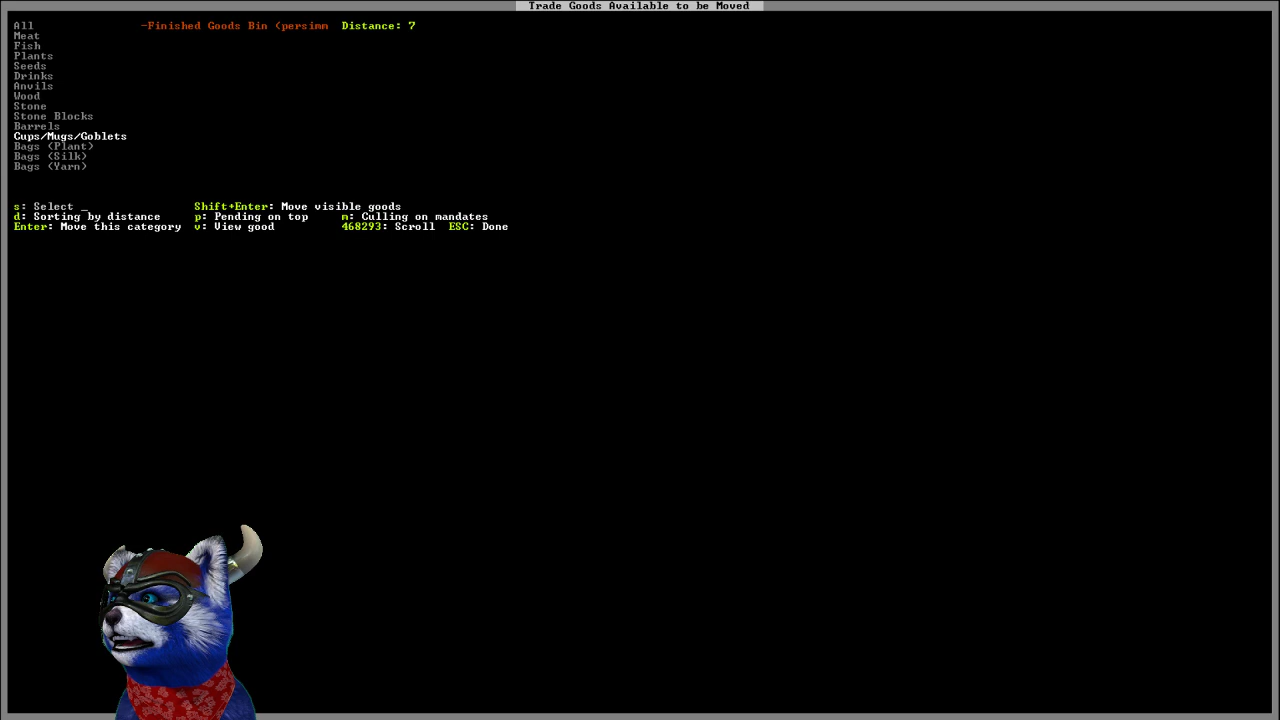 Trade Goods Available to be Moved
All -Finished Goods Bin (persimm Distance: 7
Meat
Fish
Plants
Seeds
Drinks
Anvils
Wood
Stone
Stone Blocks
Barrels
Cups/Mugs/Goblets
Bags (Plant)
Bags (Silk)
Bags (Yarn)
s: Select _ Shift+Enter: Move visible goods
d: Sorting by distance p: Pending on top m: Culling on mandates
Enter: Move this category v: View good 468293: Scroll ESC: Done